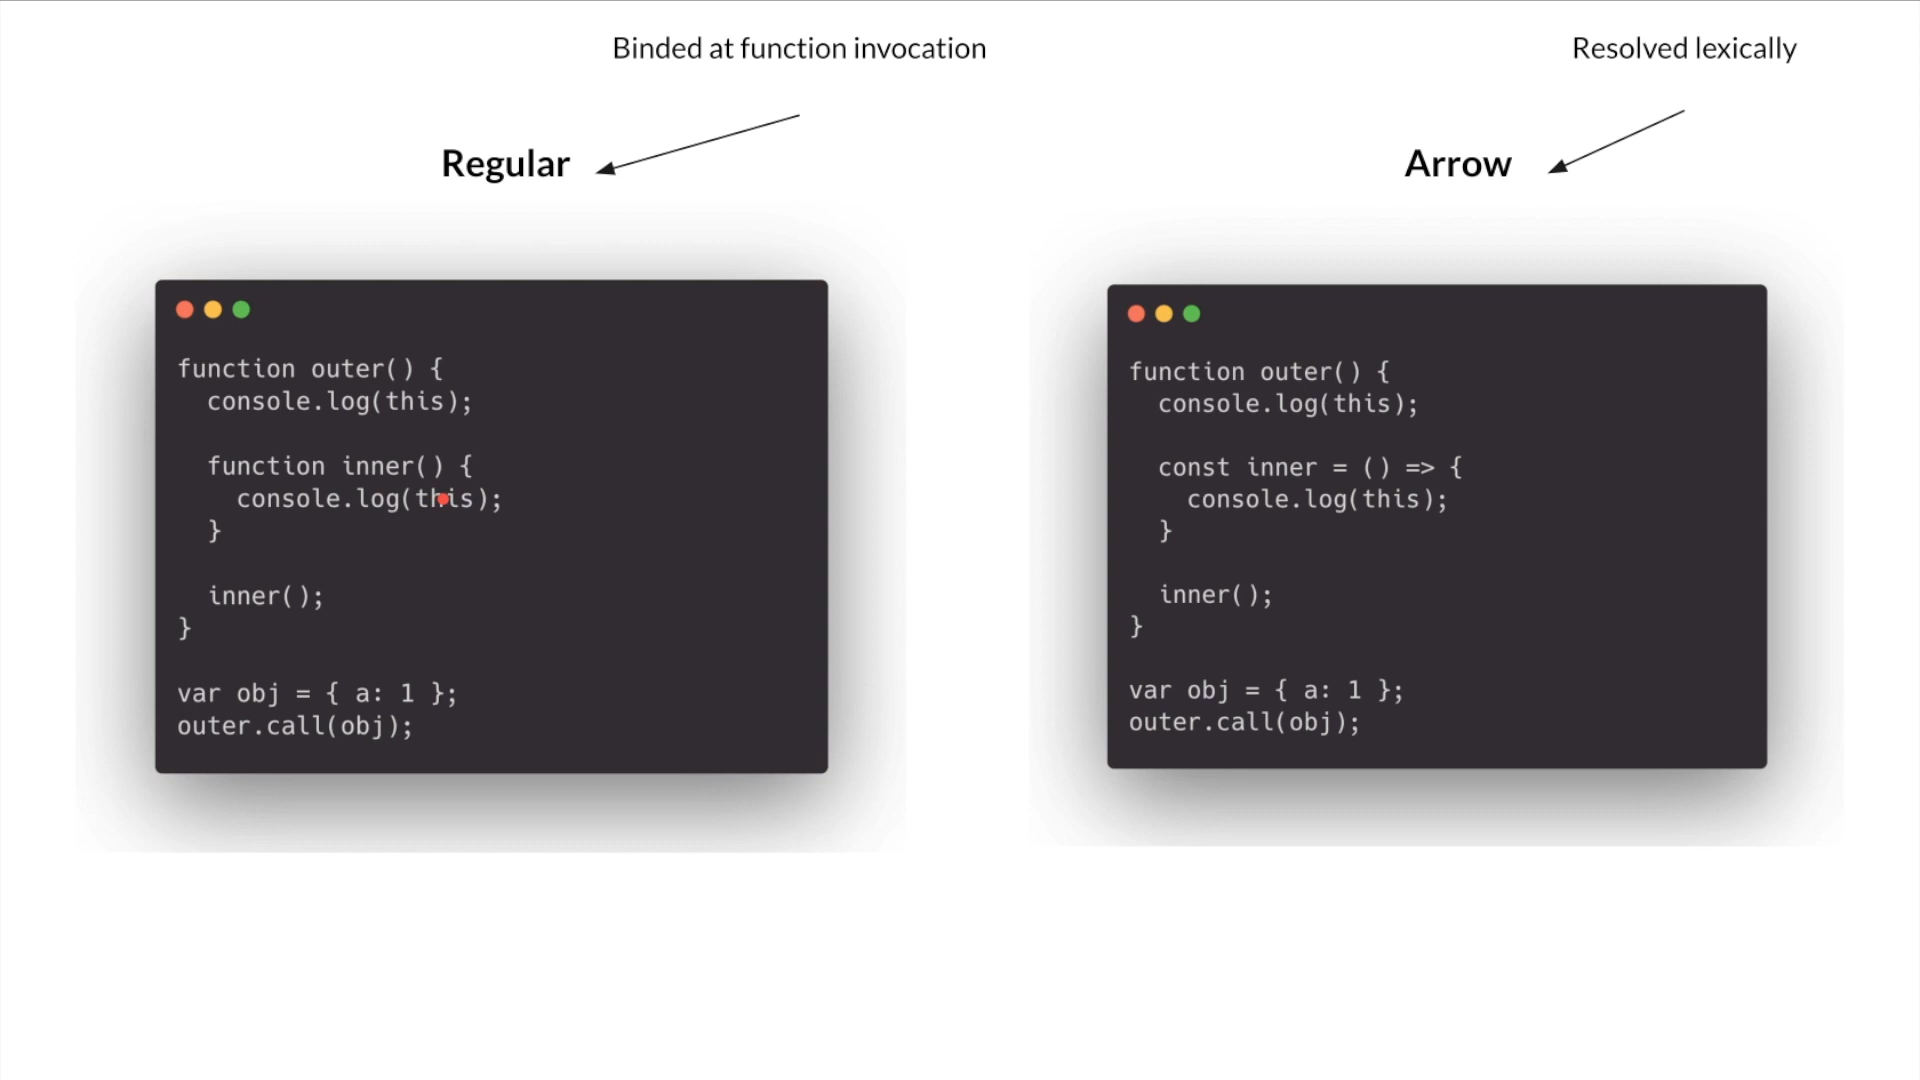 Binded at function invocation
Regular
function outer() {
  console.log(this);

  function inner() {
    console.log(this);
  }

  inner();
}

var obj = { a: 1 };
outer.call(obj);
Resolved lexically
Arrow
function outer() {
  console.log(this);

  const inner = () => {
    console.log(this);
  }

  inner();
}

var obj = { a: 1 };
outer.call(obj);